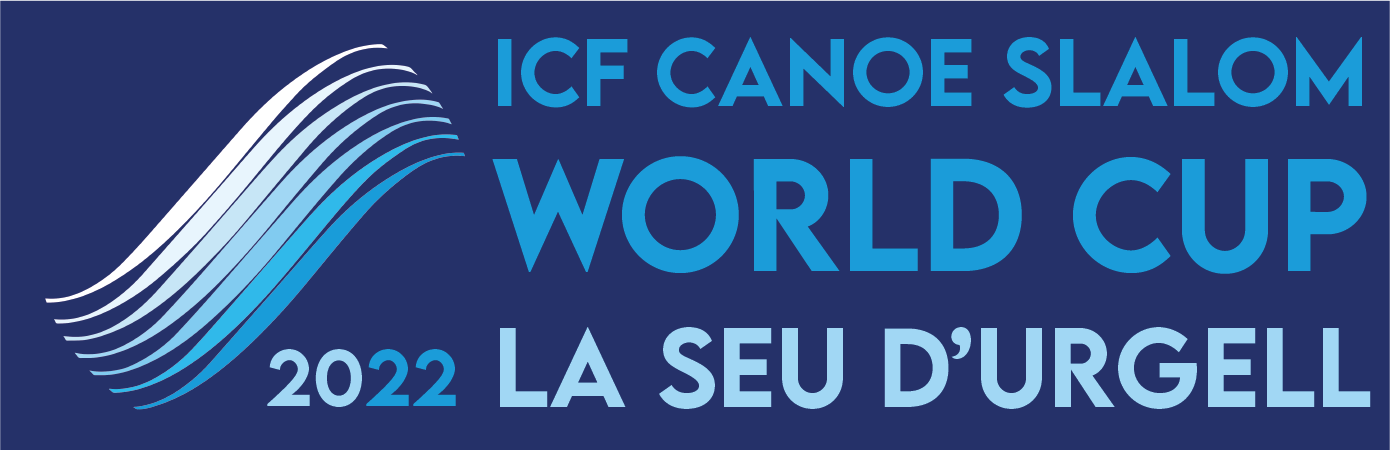 ICF CANOE SLALOM
WORLD CUP
2022
LA SEU D’URGELL